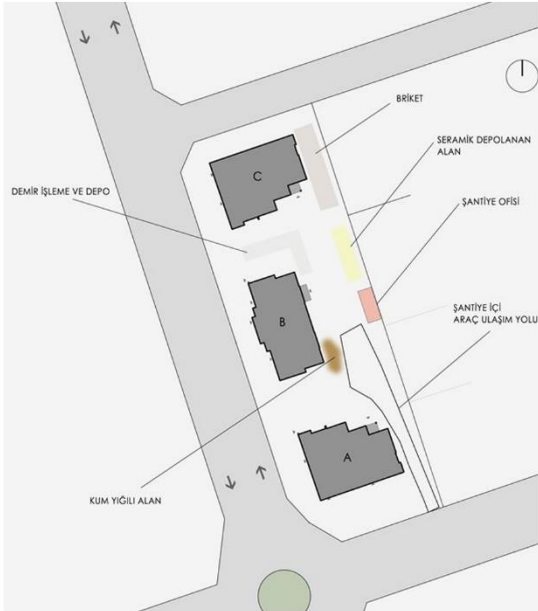 BRİKET
SERAMİK DEPOLANAN
ALAN
C
DEMİR İŞLEME VE DEPO
ŞANTİYE OFİSİ
ŞANTİYE İÇİ
ARAÇ ULAŞIM YOLU
B
A
KUM YIĞILI ALAN